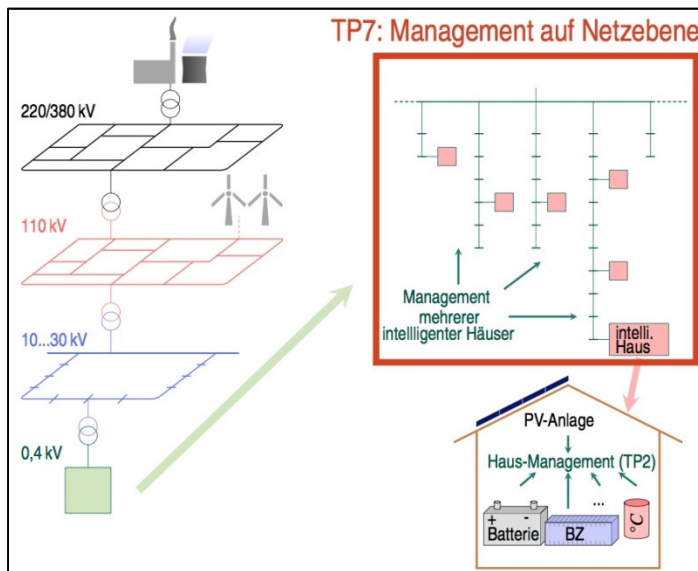 TP7: Management auf Netzebene
220/380 kV
110 kV
10...30 kV
0,4 kV
Management
mehrerer
intellligenter Häuser
intelli.
Haus
PV-Anlage
Haus-Management (TP2)
...
+ -
Batterie
BZ
°C